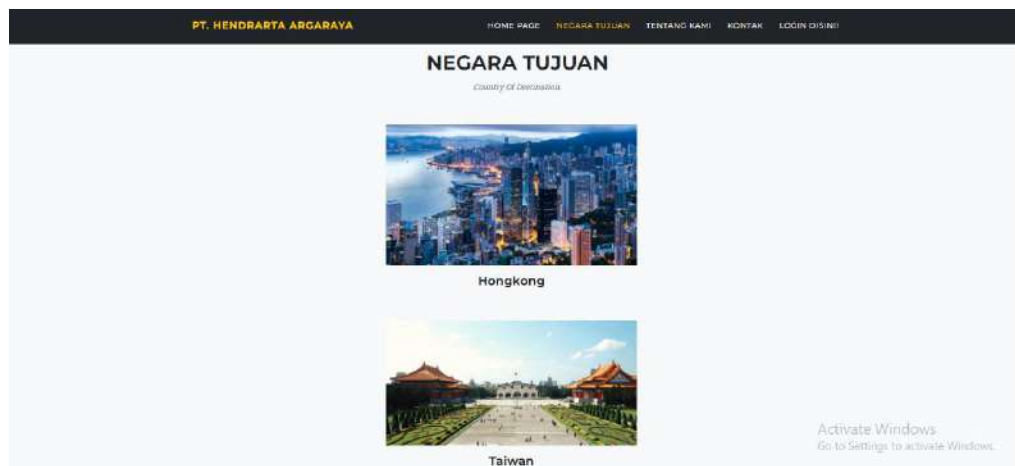 PT. HENDRARTA ARGARAYA
HOME PAGE NEGARA TUJUAN TENTANG KAMI KONTAK LOGIN DISINI!
NEGARA TUJUAN
Country Of Destination
Hongkong
Taiwan
Activate Windows
Go to Settings to activate Windows.